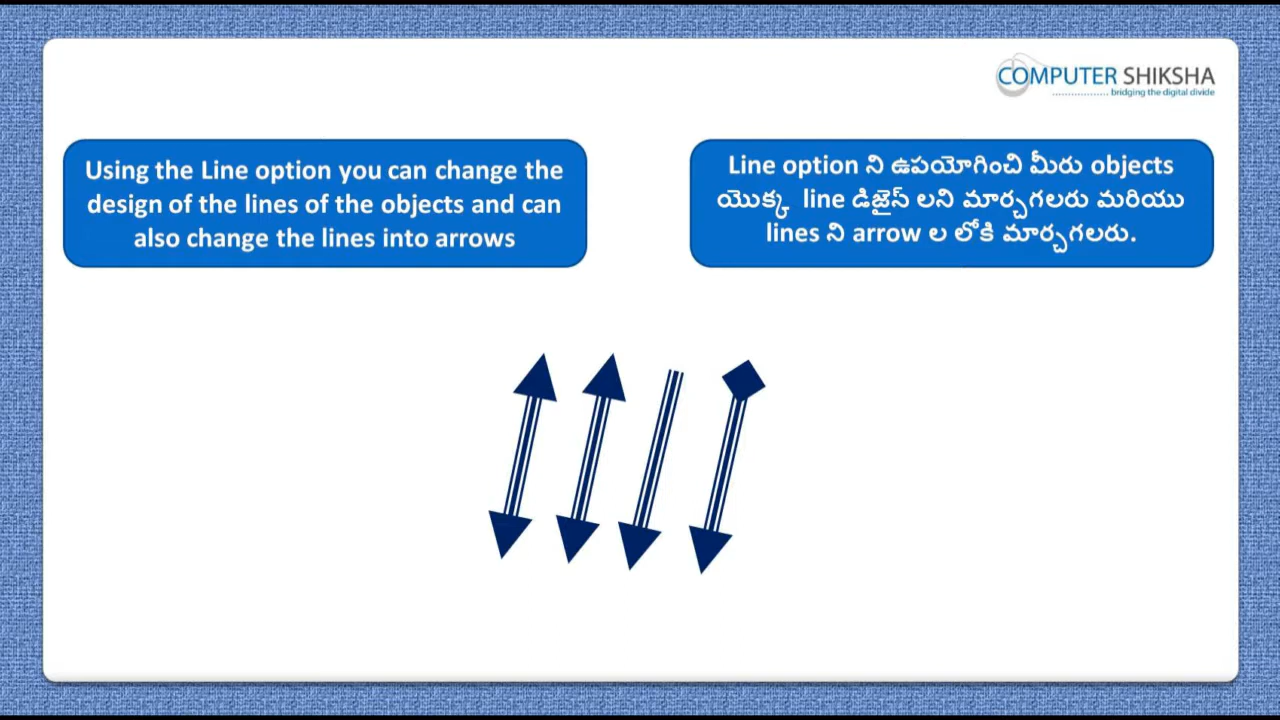 COMPUTER SHIKSHA
.................. bridging the digital divide
Using the Line option you can change the
design of the lines of the objects and can
also change the lines into arrows
Line option ని ఉపయోగించి మీరు objects
యొక్క line డిజైన్ లని మార్చగలరు మరియు
lines ని arrow ల లోకి మార్చగలరు.